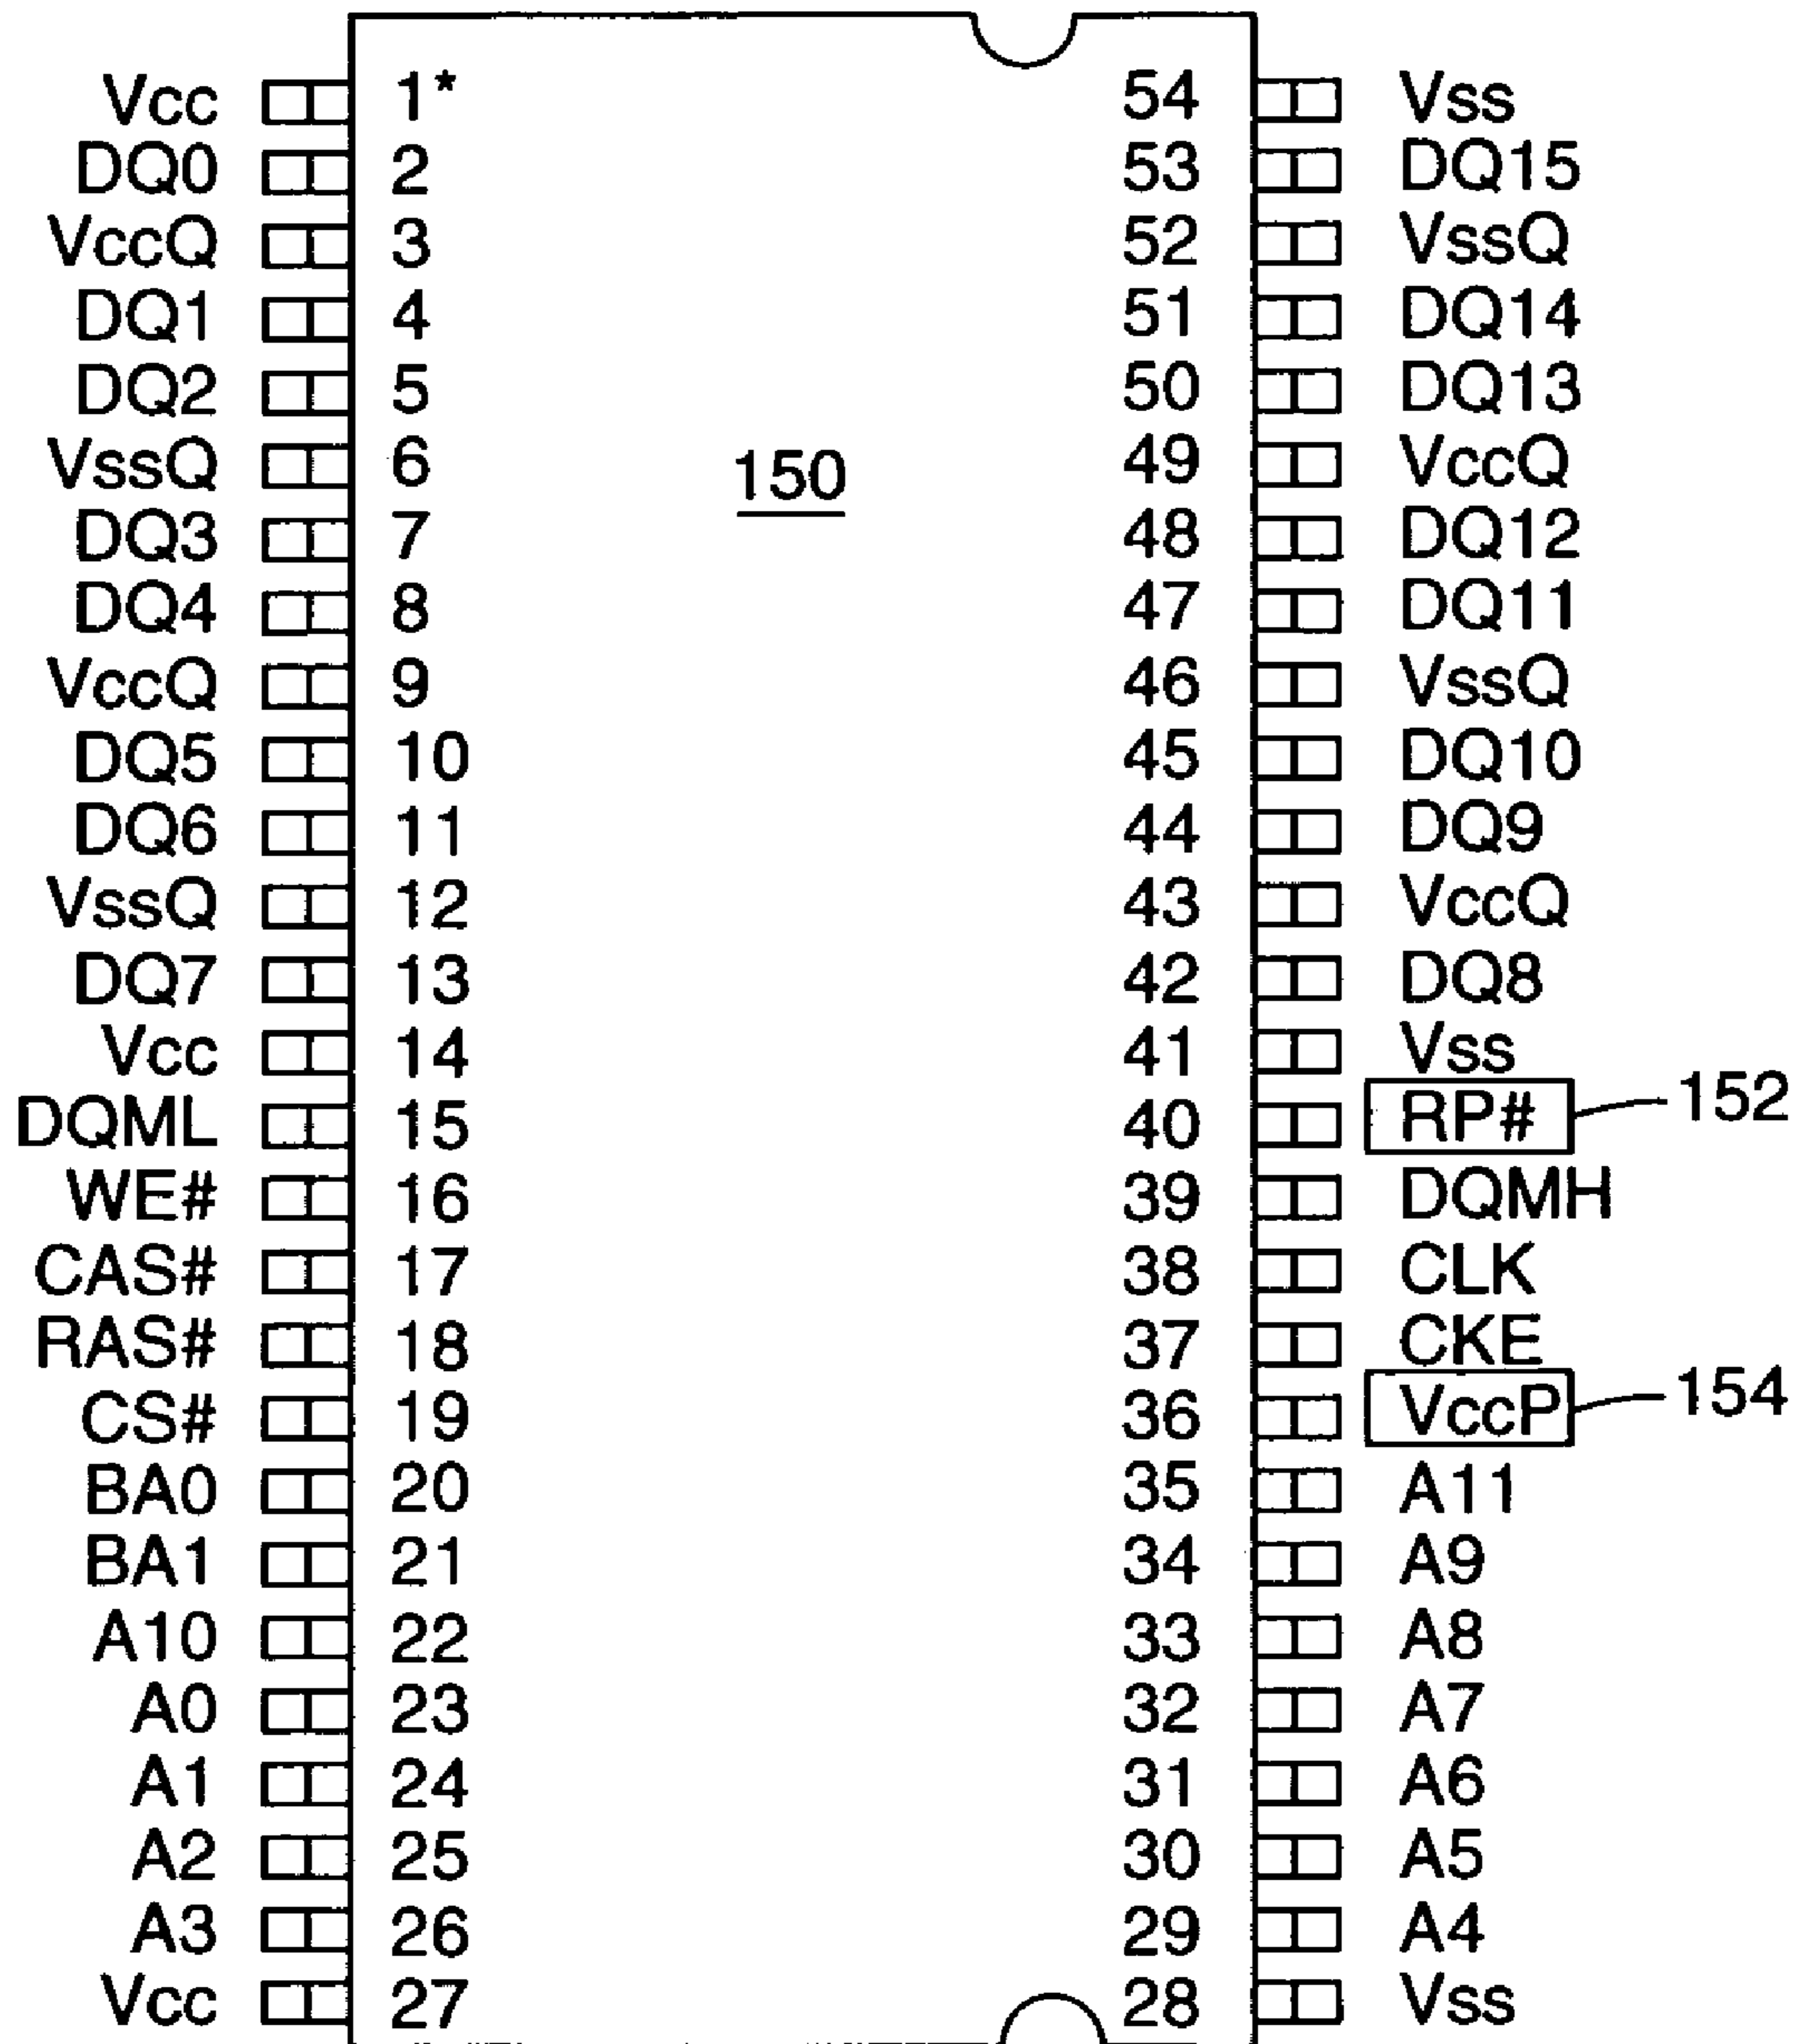 Vcc 1* 54 Vss
DQ0 2 53 DQ15
VccQ 3 52 VssQ
DQ1 4 51 DQ14
DQ2 5 50 DQ13
VssQ 6 150 49 VccQ
DQ3 7 48 DQ12
DQ4 8 47 DQ11
VccQ 9 46 VssQ
DQ5 10 45 DQ10
DQ6 11 44 DQ9
VssQ 12 43 VccQ
DQ7 13 42 DQ8
Vcc 14 41 Vss
DQML 15 40 RP# 152
WE# 16 39 DQMH
CAS# 17 38 CLK
RAS# 18 37 CKE
CS# 19 36 VccP 154
BA0 20 35 A11
BA1 21 34 A9
A10 22 33 A8
A0 23 32 A7
A1 24 31 A6
A2 25 30 A5
A3 26 29 A4
Vcc 27 28 Vss